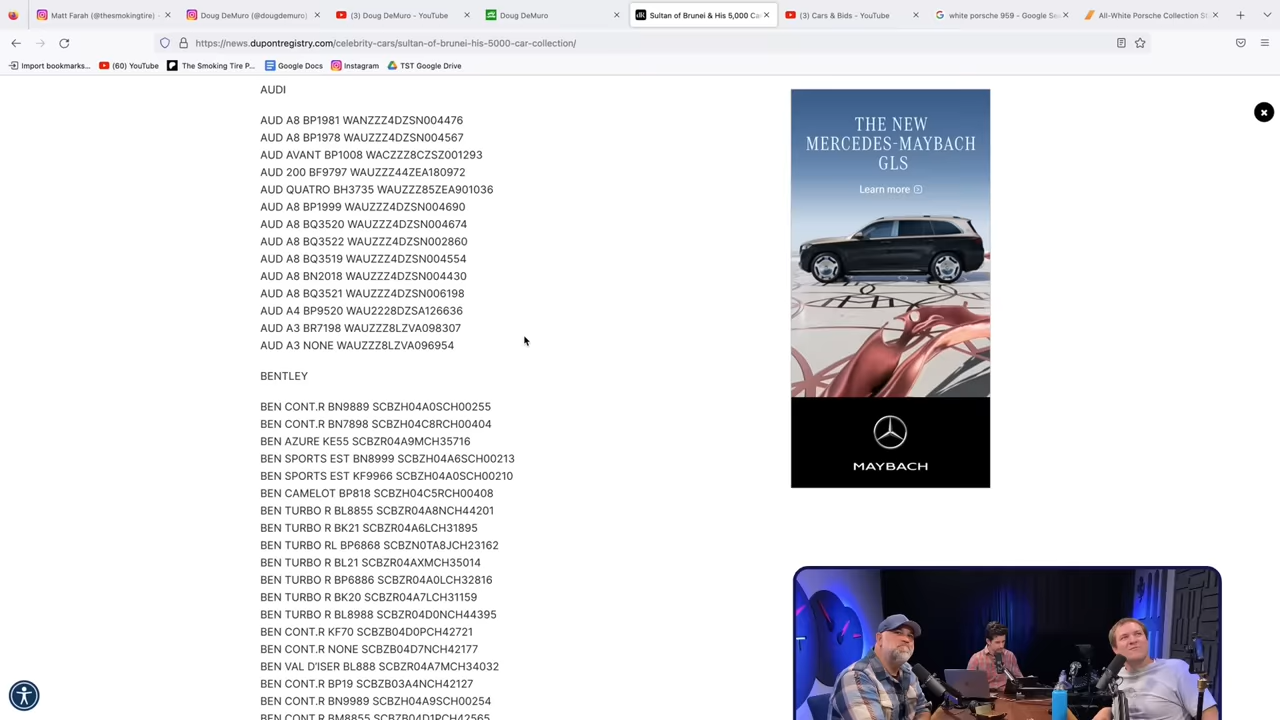 Matt Farah (@thesmokingtire)
Doug DeMuro (@dougdemuro)
(3) Doug DeMuro - YouTube
Doug DeMuro
Sultan of Brunei & His 5,000 Ca
(3) Cars & Bids - YouTube
white porsche 959 - Google Sea
All-White Porsche Collection St
https://news.dupontregistry.com/celebrity-cars/sultan-of-brunei-his-5000-car-collection/
Import bookmarks...
(60) YouTube
The Smoking Tire P...
Google Docs
Instagram
TST Google Drive
AUDI
AUD A8 BP1981 WANZZZ4DZSN004476
AUD A8 BP1978 WAUZZZ4DZSN004567
AUD AVANT BP1008 WACZZZ8CZSZ001293
AUD 200 BF9797 WAUZZZ44ZEA180972
AUD QUATRO BH3735 WAUZZZ85ZEA901036
AUD A8 BP1999 WAUZZZ4DZSN004690
AUD A8 BQ3520 WAUZZZ4DZSN004674
AUD A8 BQ3522 WAUZZZ4DZSN002860
AUD A8 BQ3519 WAUZZZ4DZSN004554
AUD A8 BN2018 WAUZZZ4DZSN004430
AUD A8 BQ3521 WAUZZZ4DZSN006198
AUD A4 BP9520 WAU2228DZSA126636
AUD A3 BR7198 WAUZZZ8LZVA098307
AUD A3 NONE WAUZZZ8LZVA096954
BENTLEY
BEN CONT.R BN9889 SCBZH04A0SCH00255
BEN CONT.R BN7898 SCBZH04C8RCH00404
BEN AZURE KE55 SCBZR04A9MCH35716
BEN SPORTS EST BN8999 SCBZH04A6SCH00213
BEN SPORTS EST KF9966 SCBZH04A0SCH00210
BEN CAMELOT BP818 SCBZH04C5RCH00408
BEN TURBO R BL8855 SCBZR04A8NCH44201
BEN TURBO R BK21 SCBZR04A6LCH31895
BEN TURBO RL BP6868 SCBZN0TA8JCH23162
BEN TURBO R BL21 SCBZR04AXMCH35014
BEN TURBO R BP6886 SCBZR04A0LCH32816
BEN TURBO R BK20 SCBZR04A7LCH31159
BEN TURBO R BL8988 SCBZR04D0NCH44395
BEN CONT.R KF70 SCBZB04D0PCH42721
BEN CONT.R NONE SCBZB04D7NCH42177
BEN VAL D'ISER BL888 SCBZR04A7MCH34032
BEN CONT.R BP19 SCBZB03A4NCH42127
BEN CONT.R BN9989 SCBZH04A9SCH00254
BEN CONT.R BM8855 SCBZB04D1PCH42565
THE NEW
MERCEDES-MAYBACH
GLS
Learn more
MAYBACH